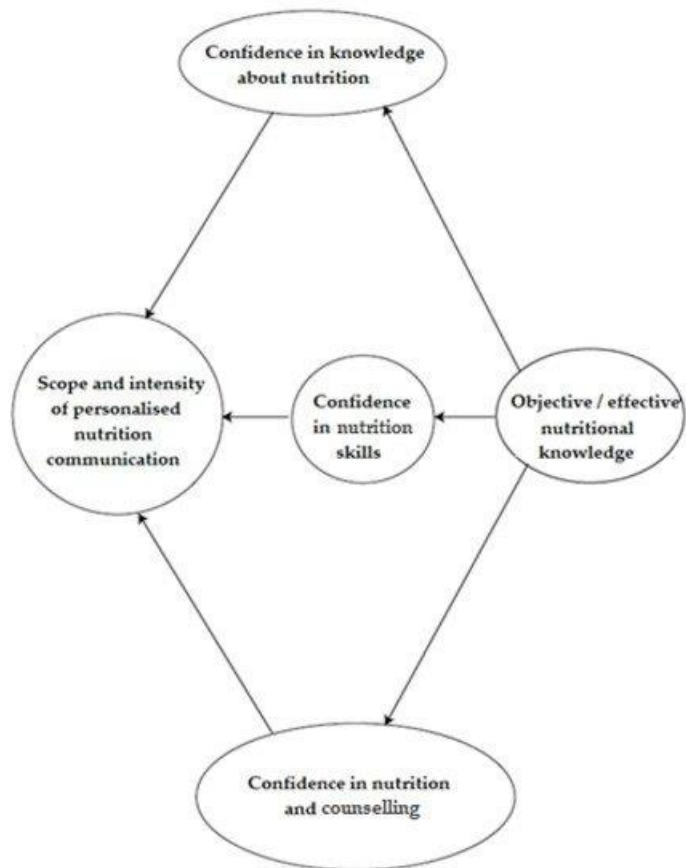 Confidence in knowledge
about nutrition
Scope and intensity
of personalised
nutrition
communication
Confidence
in nutrition
skills
Objective / effective
nutritional
knowledge
Confidence in nutrition
and counselling